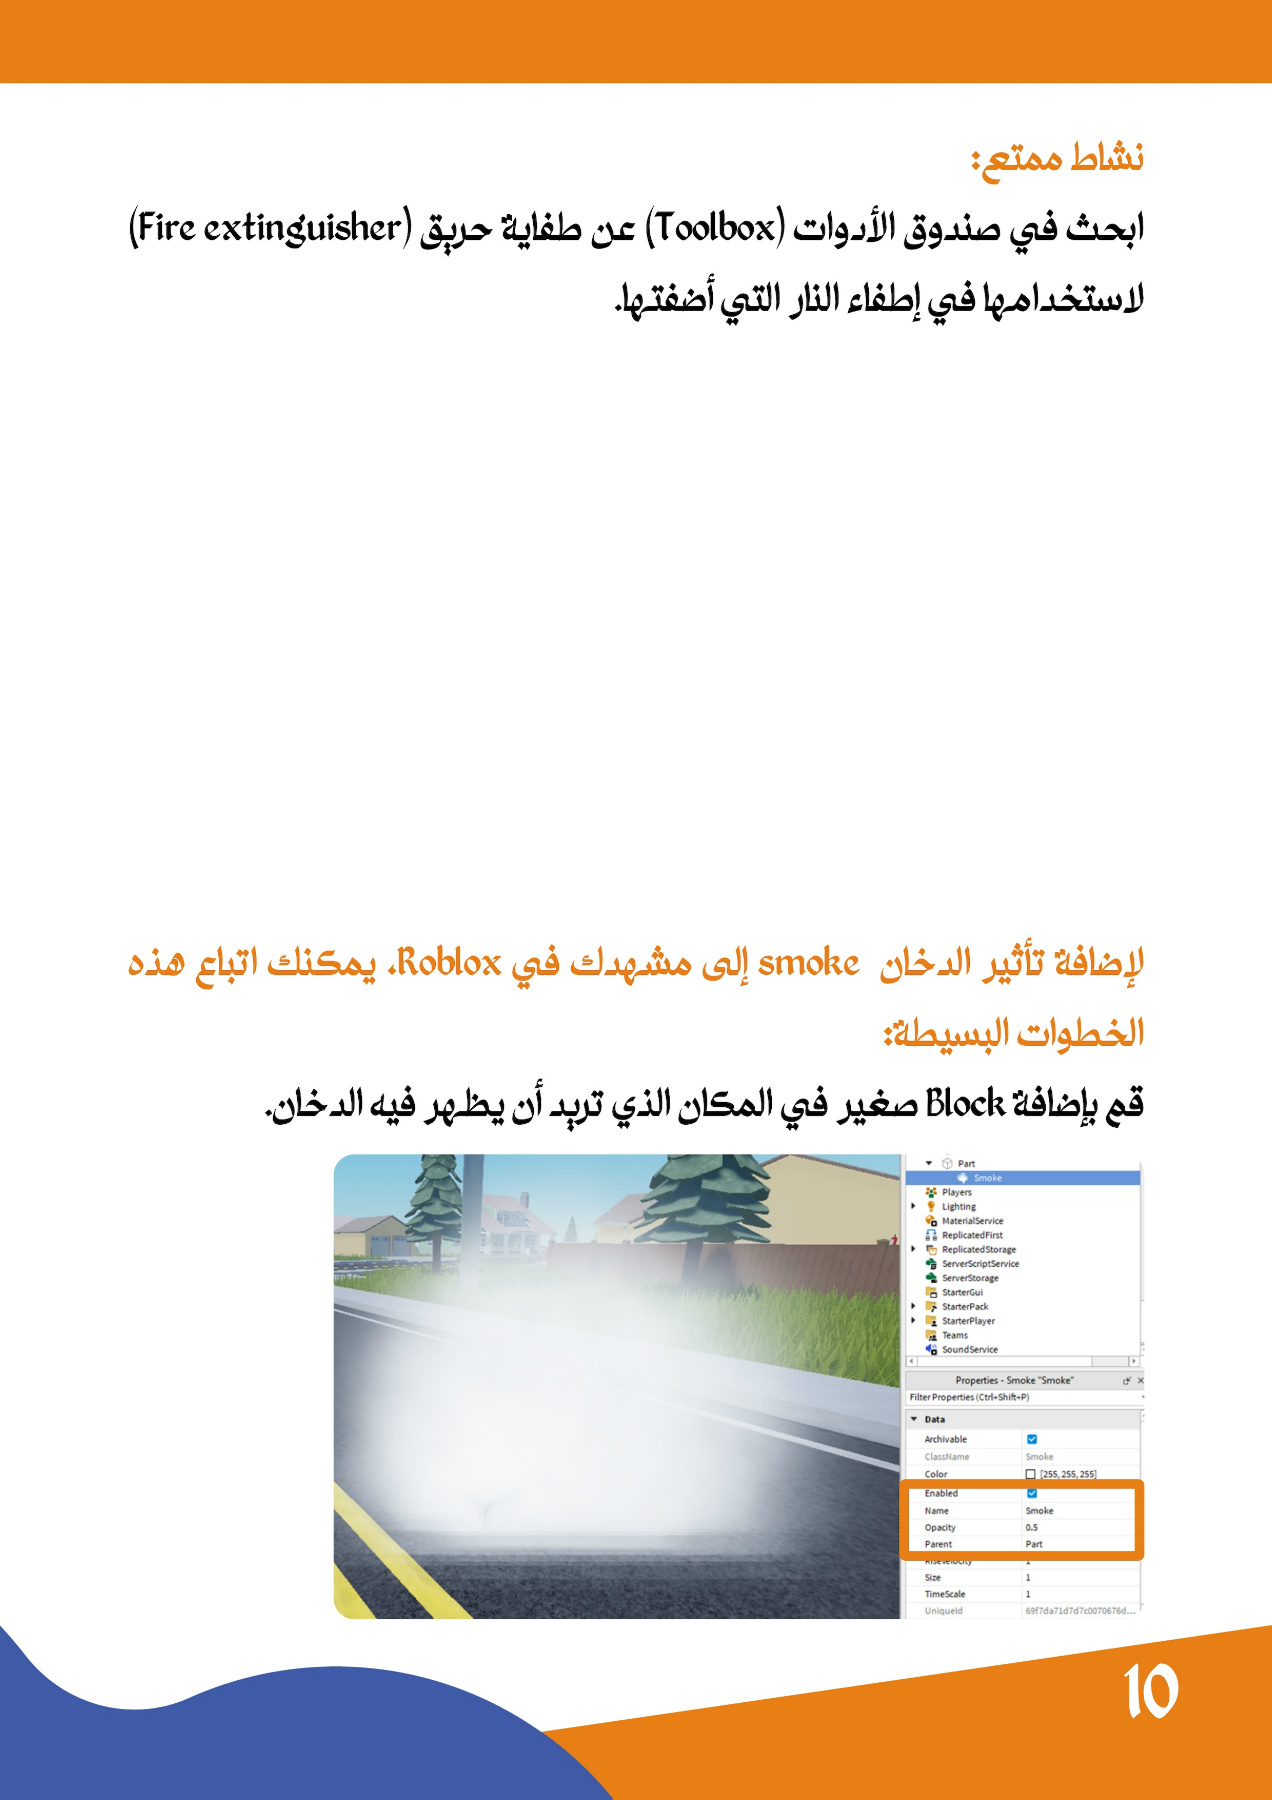 نشاط ممتع:
ابحث في صندوق الأدوات (Toolbox) عن طفاية حريق (Fire extinguisher)
لاستخدامها في إطفاء النار التي أضفتها.
لإضافة تأثير الدخان smoke إلى مشهدك في Roblox، يمكنك اتباع هذه
الخطوات البسيطة:
قم بإضافة Block صغير في المكان الذي تريد أن يظهر فيه الدخان.
Part
Smoke
Players
Lighting
MaterialService
ReplicatedFirst
ReplicatedStorage
ServerScriptService
ServerStorage
StarterGui
StarterPack
StarterPlayer
Teams
SoundService
Properties - Smoke "Smoke"
Filter Properties (Ctrl+Shift+P)
Data
Archivable
ClassName Smoke
Color [255, 255, 255]
Enabled
Name Smoke
Opacity 0.5
Parent Part
RiseVelocity 1
Size 1
TimeScale 1
UniqueId 69f7da71d7d7c0070676d...
10